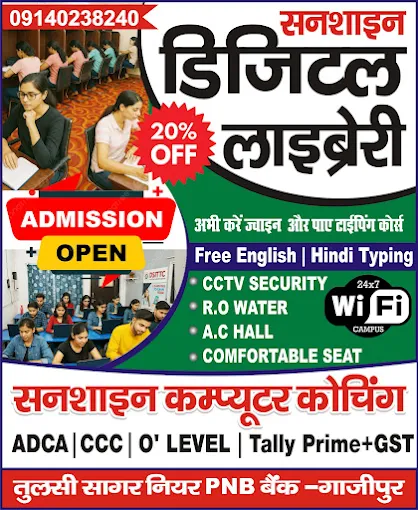 09140238240
सनशाइन
डिजिटल
लाइब्रेरी
20%
OFF
ADMISSION
OPEN
अभी करें ज्वाइन और पाए टाईपिंग कोर्स
Free English | Hindi Typing
• CCTV SECURITY
• R.O WATER
• A.C HALL
• COMFORTABLE SEAT
24x7
WiFi
CAMPUS
सनशाइन कम्प्यूटर कोचिंग
ADCA|CCC| O' LEVEL | Tally Prime+GST
तुलसी सागर नियर PNB बैंक –गाजीपुर